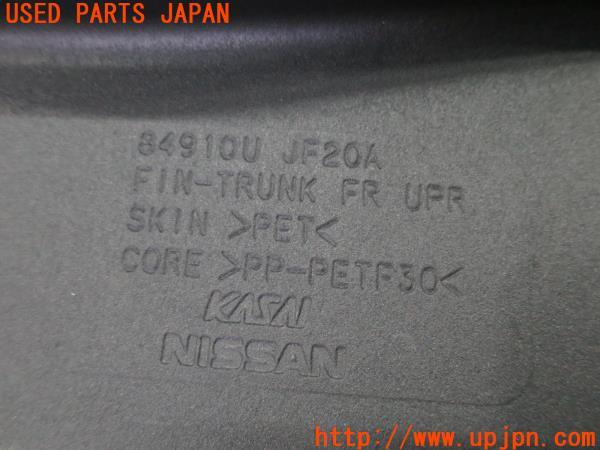 USED PARTS JAPAN
84910U JF20A
FIN-TRUNK FR UPR
SKIN >PET<
CORE >PP-PETF30<
KASAI
NISSAN
http://www.upjpn.com/